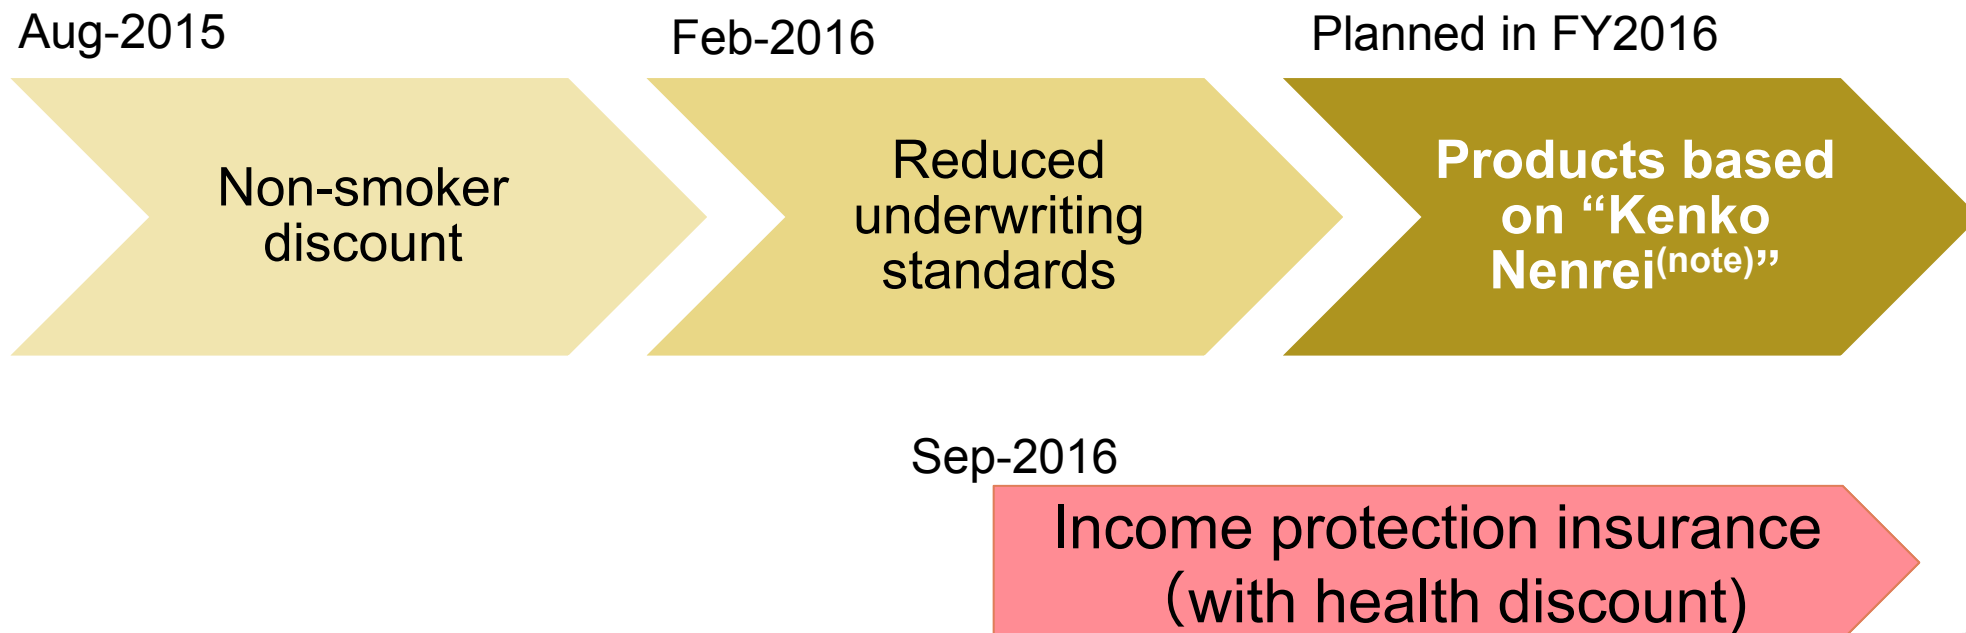 Aug-2015
Non-smoker
discount
Feb-2016
Reduced
underwriting
standards
Planned in FY2016
Products based
on “Kenko
Nenrei(note)”
Sep-2016
Income protection insurance
（with health discount)